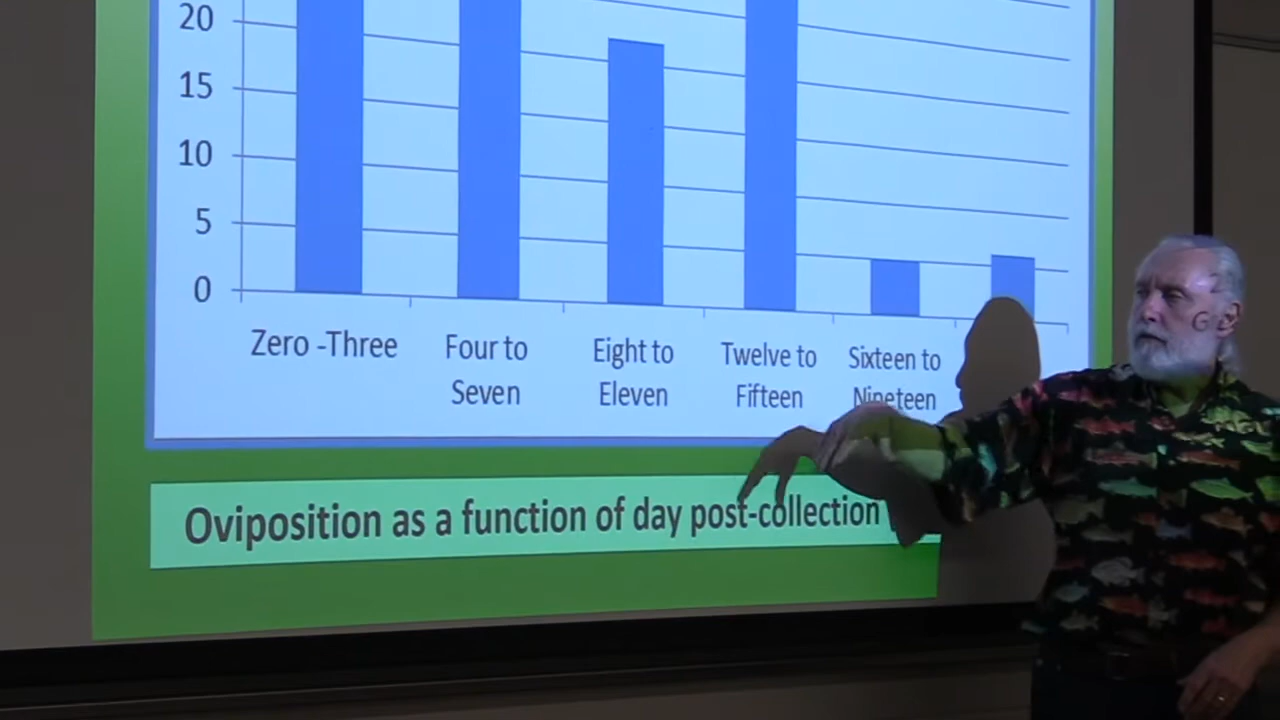 20
15
10
5
0
Zero -Three
Four to
Seven
Eight to
Eleven
Twelve to
Fifteen
Sixteen to
Nineteen
Oviposition as a function of day post-collection